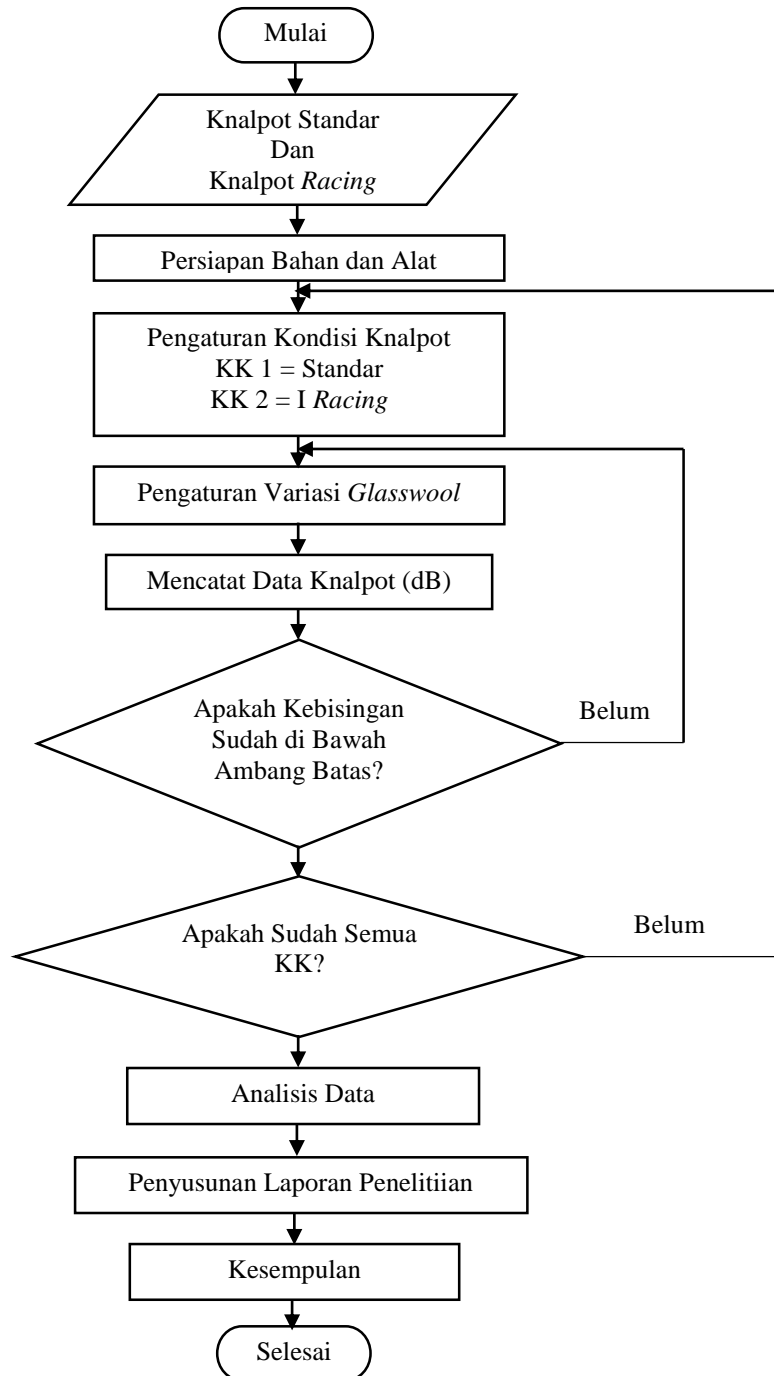 Mulai
Knalpot Standar
Dan
Knalpot Racing
Persiapan Bahan dan Alat
Pengaturan Kondisi Knalpot
KK 1 = Standar
KK 2 = I Racing
Pengaturan Variasi Glasswool
Mencatat Data Knalpot (dB)
Apakah Kebisingan
Sudah di Bawah
Ambang Batas?
Belum
Apakah Sudah Semua
KK?
Belum
Analisis Data
Penyusunan Laporan Penelitiian
Kesempulan
Selesai